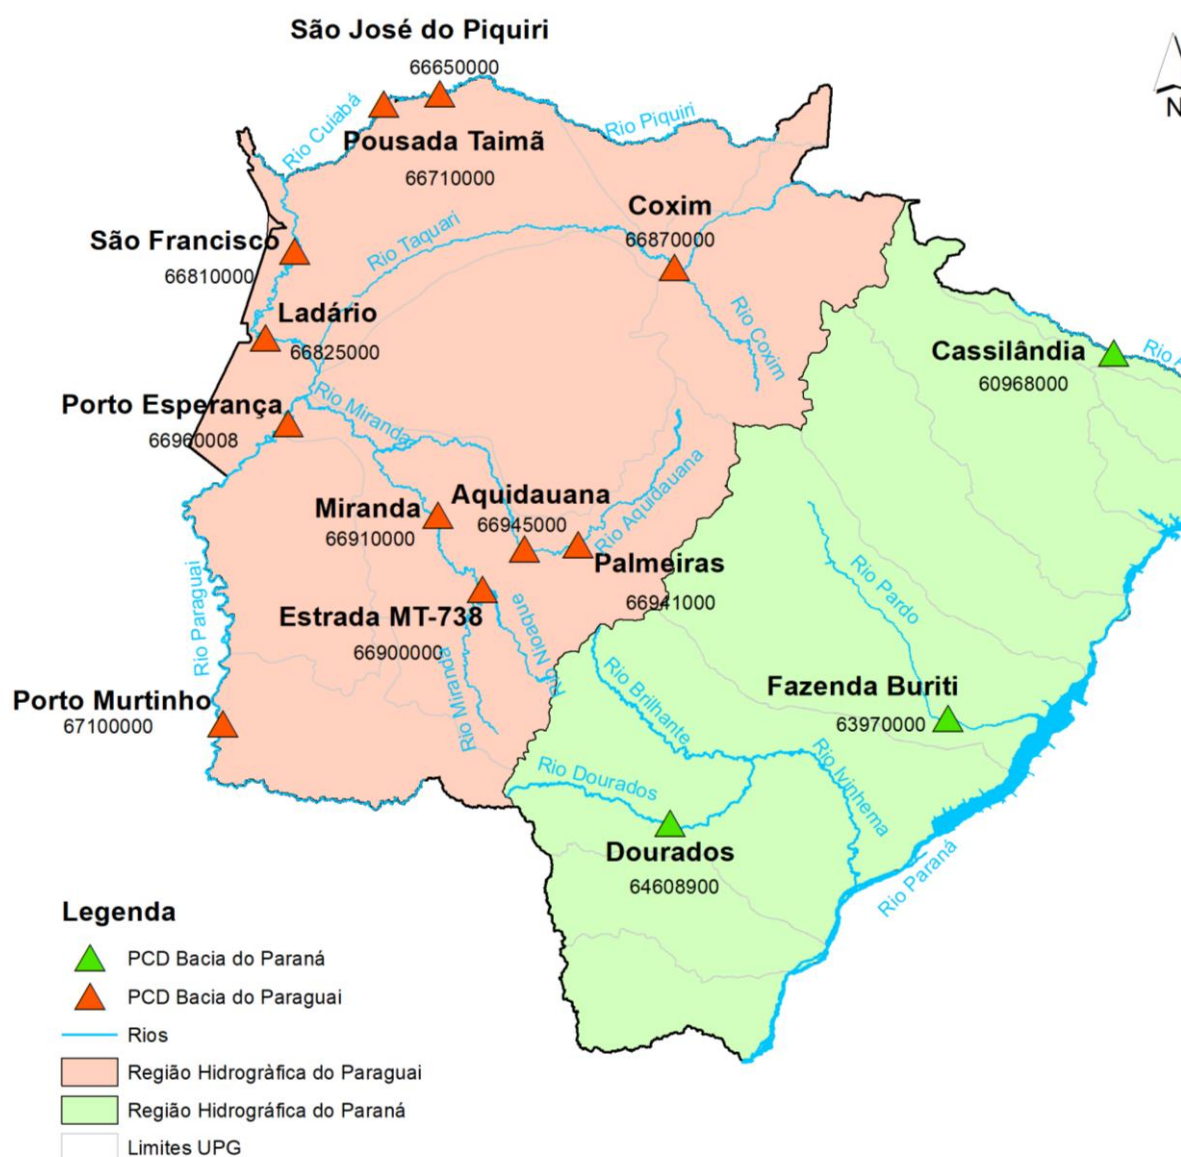 São José do Piquiri
66650000
Rio Cuiabá
Rio Piquiri
N
Pousada Taimã
66710000
Coxim
66870000
São Francisco
66810000
Rio Taquari
Ladário
66825000
Rio Coxim
Cassilândia
60968000
Rio A
Porto Esperança
66960008
Rio Miranda
Miranda
66910000
Aquidauana
66945000
Rio Aquidauana
Palmeiras
66941000
Rio Paraguai
Estrada MT-738
66900000
Rio Nioaque
Rio Miranda
Rio Pardo
Porto Murtinho
67100000
Rio Brilhante
Fazenda Buriti
63970000
Rio Dourados
Rio Ivinhema
Dourados
64608900
Rio Paraná
Legenda
PCD Bacia do Paraná
PCD Bacia do Paraguai
Rios
Região Hidrogràfica do Paraguai
Região Hidrográfica do Paraná
Limites UPG